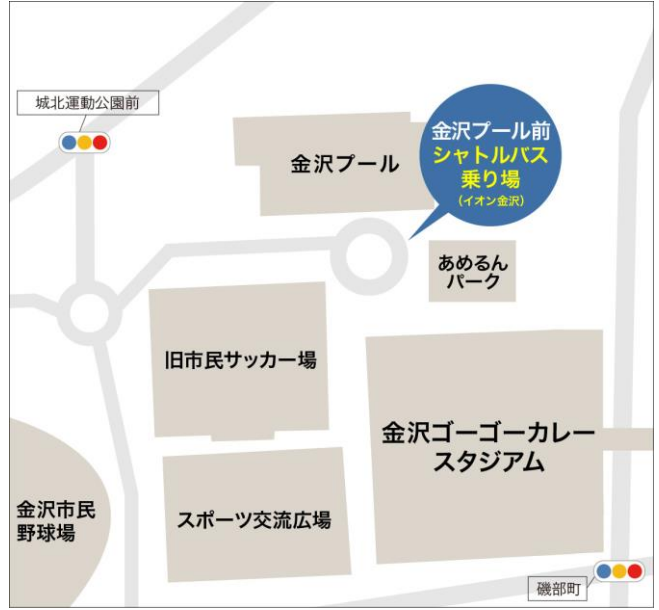 城北運動公園前
金沢プール前
シャトルバス
乗り場
(イオン金沢)
金沢プール
あめるん
パーク
旧市民サッカー場
金沢ゴーゴーカレー
スタジアム
金沢市民
野球場
スポーツ交流広場
磯部町